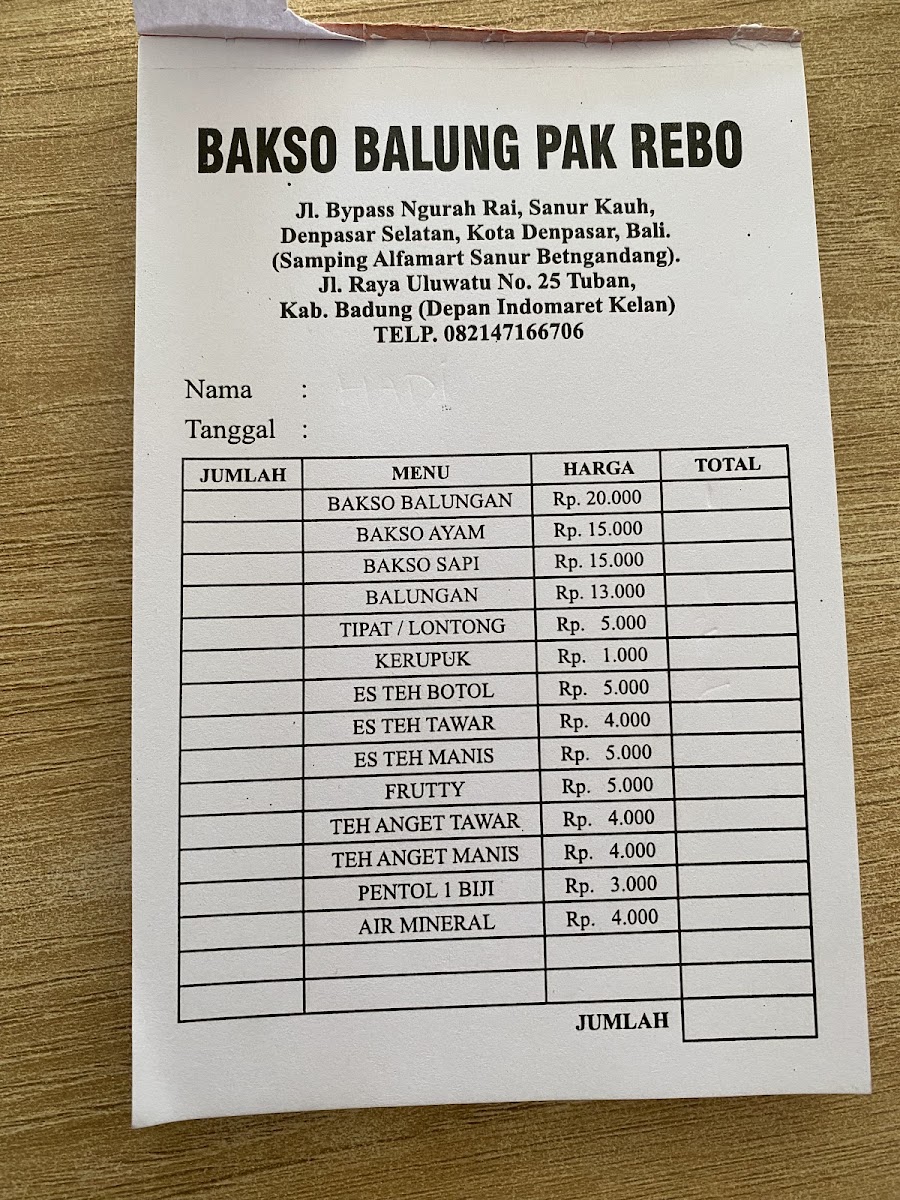 BAKSO BALUNG PAK REBO
Jl. Bypass Ngurah Rai, Sanur Kauh,
Denpasar Selatan, Kota Denpasar, Bali.
(Samping Alfamart Sanur Betngandang).
Jl. Raya Uluwatu No. 25 Tuban,
Kab. Badung (Depan Indomaret Kelan)
TELP. 082147166706
Nama :
Tanggal :
JUMLAH MENU HARGA TOTAL
BAKSO BALUNGAN Rp. 20.000
BAKSO AYAM Rp. 15.000
BAKSO SAPI Rp. 15.000
BALUNGAN Rp. 13.000
TIPAT / LONTONG Rp. 5.000
KERUPUK Rp. 1.000
ES TEH BOTOL Rp. 5.000
ES TEH TAWAR Rp. 4.000
ES TEH MANIS Rp. 5.000
FRUTTY Rp. 5.000
TEH ANGET TAWAR Rp. 4.000
TEH ANGET MANIS Rp. 4.000
PENTOL 1 BIJI Rp. 3.000
AIR MINERAL Rp. 4.000
JUMLAH